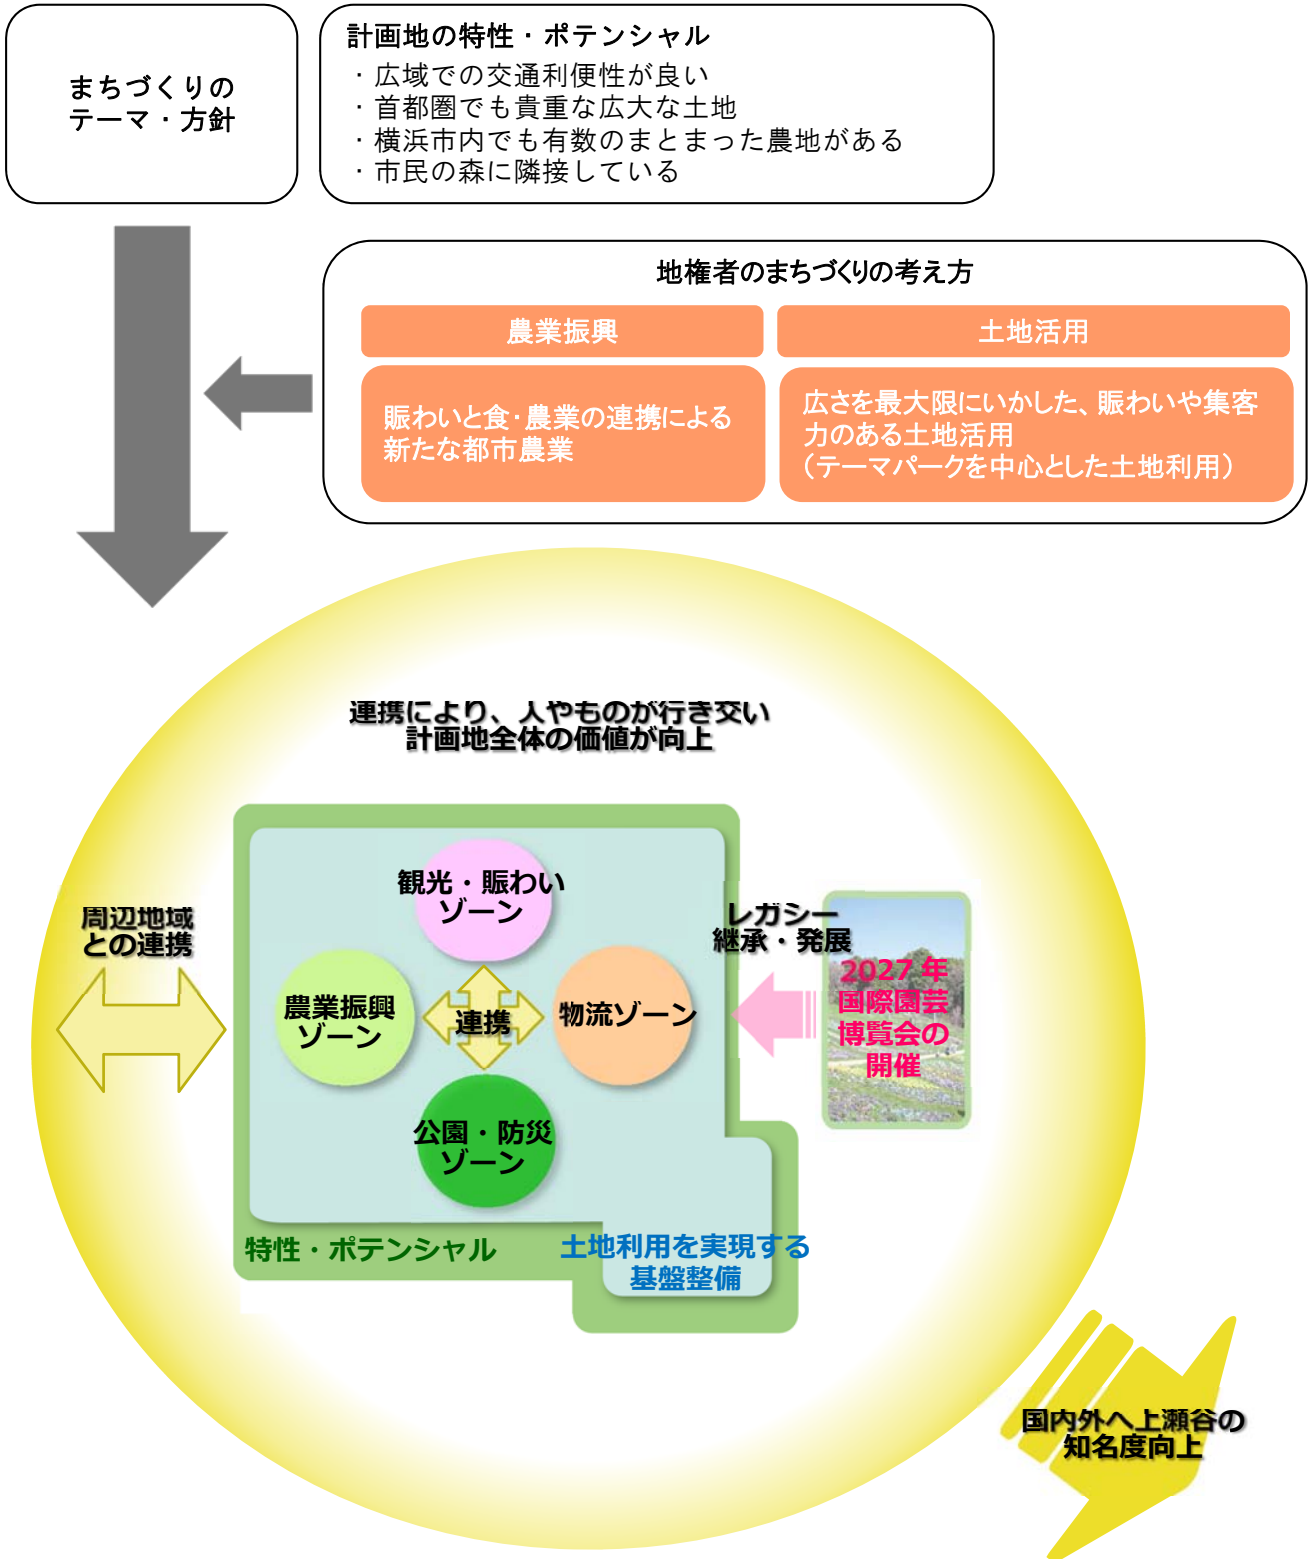 まちづくりの
テーマ・方針
計画地の特性・ポテンシャル
・広域での交通利便性が良い
・首都圏でも貴重な広大な土地
・横浜市内でも有数のまとまった農地がある
・市民の森に隣接している
地権者のまちづくりの考え方
農業振興
土地活用
賑わいと食・農業の連携による
新たな都市農業
広さを最大限にいかした、賑わいや集客
力のある土地活用
（テーマパークを中心とした土地利用）
連携により、人やものが行き交い
計画地全体の価値が向上
観光・賑わい
ゾーン
周辺地域
との連携
レガシー
継承・発展
農業振興
ゾーン
連携
物流ゾーン
2027 年
国際園芸
博覧会の
開催
公園・防災
ゾーン
特性・ポテンシャル
土地利用を実現する
基盤整備
国内外へ上瀬谷の
知名度向上